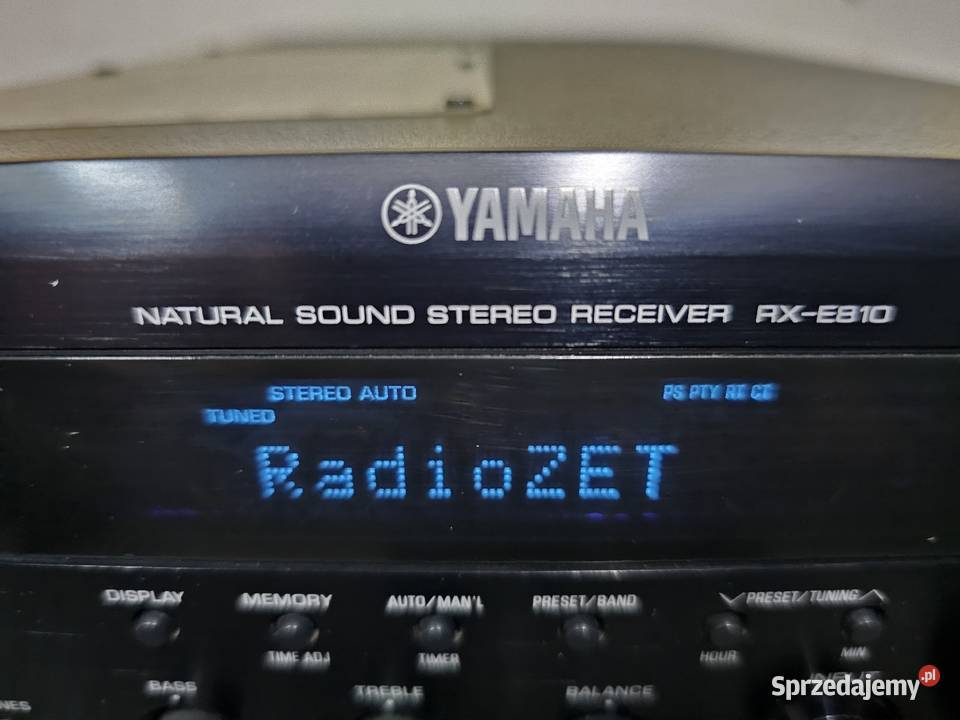 YAMAHA
NATURAL SOUND STEREO RECEIVER RX-E810
STEREO AUTO PS PTY RT CT
TUNED
RadioZET
DISPLAY MEMORY AUTO/MAN'L PRESET/BAND PRESET/TUNING
TIME ADJ TIMER HOUR MIN
BASS TREBLE BALANCE INPUT
Sprzedajemy.pl